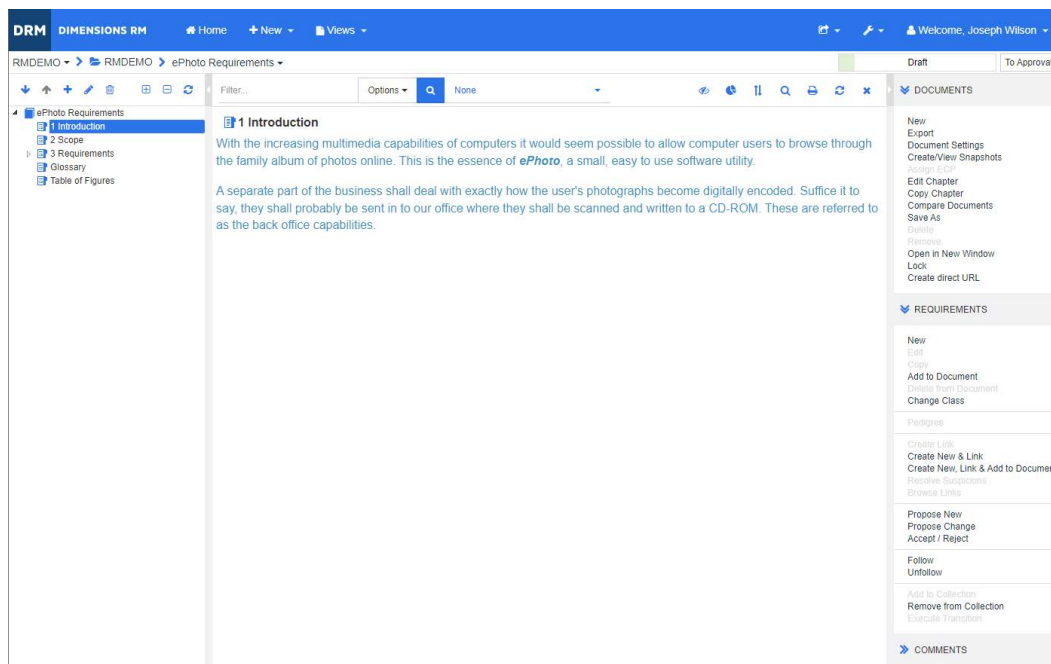 DRM DIMENSIONS RM Home New Views Welcome, Joseph Wilson
RMDEMO RMDEMO ePhoto Requirements Draft To Approval
Filter... Options None
ePhoto Requirements
1 Introduction
2 Scope
3 Requirements
Glossary
Table of Figures
1 Introduction
With the increasing multimedia capabilities of computers it would seem possible to allow computer users to browse through
the family album of photos online. This is the essence of ePhoto, a small, easy to use software utility.
A separate part of the business shall deal with exactly how the user's photographs become digitally encoded. Suffice it to
say, they shall probably be sent in to our office where they shall be scanned and written to a CD-ROM. These are referred to
as the back office capabilities.
DOCUMENTS
New
Export
Document Settings
Create/View Snapshots
Assign ECP
Edit Chapter
Copy Chapter
Compare Documents
Save As
Delete
Remove
Open in New Window
Lock
Create direct URL
REQUIREMENTS
New
Edit
Copy
Add to Document
Delete from Document
Change Class
Pedigree
Create Link
Create New & Link
Create New, Link & Add to Documen
Resolve Suspicions
Browse Links
Propose New
Propose Change
Accept / Reject
Follow
Unfollow
Add to Collection
Remove from Collection
Execute Transition
COMMENTS